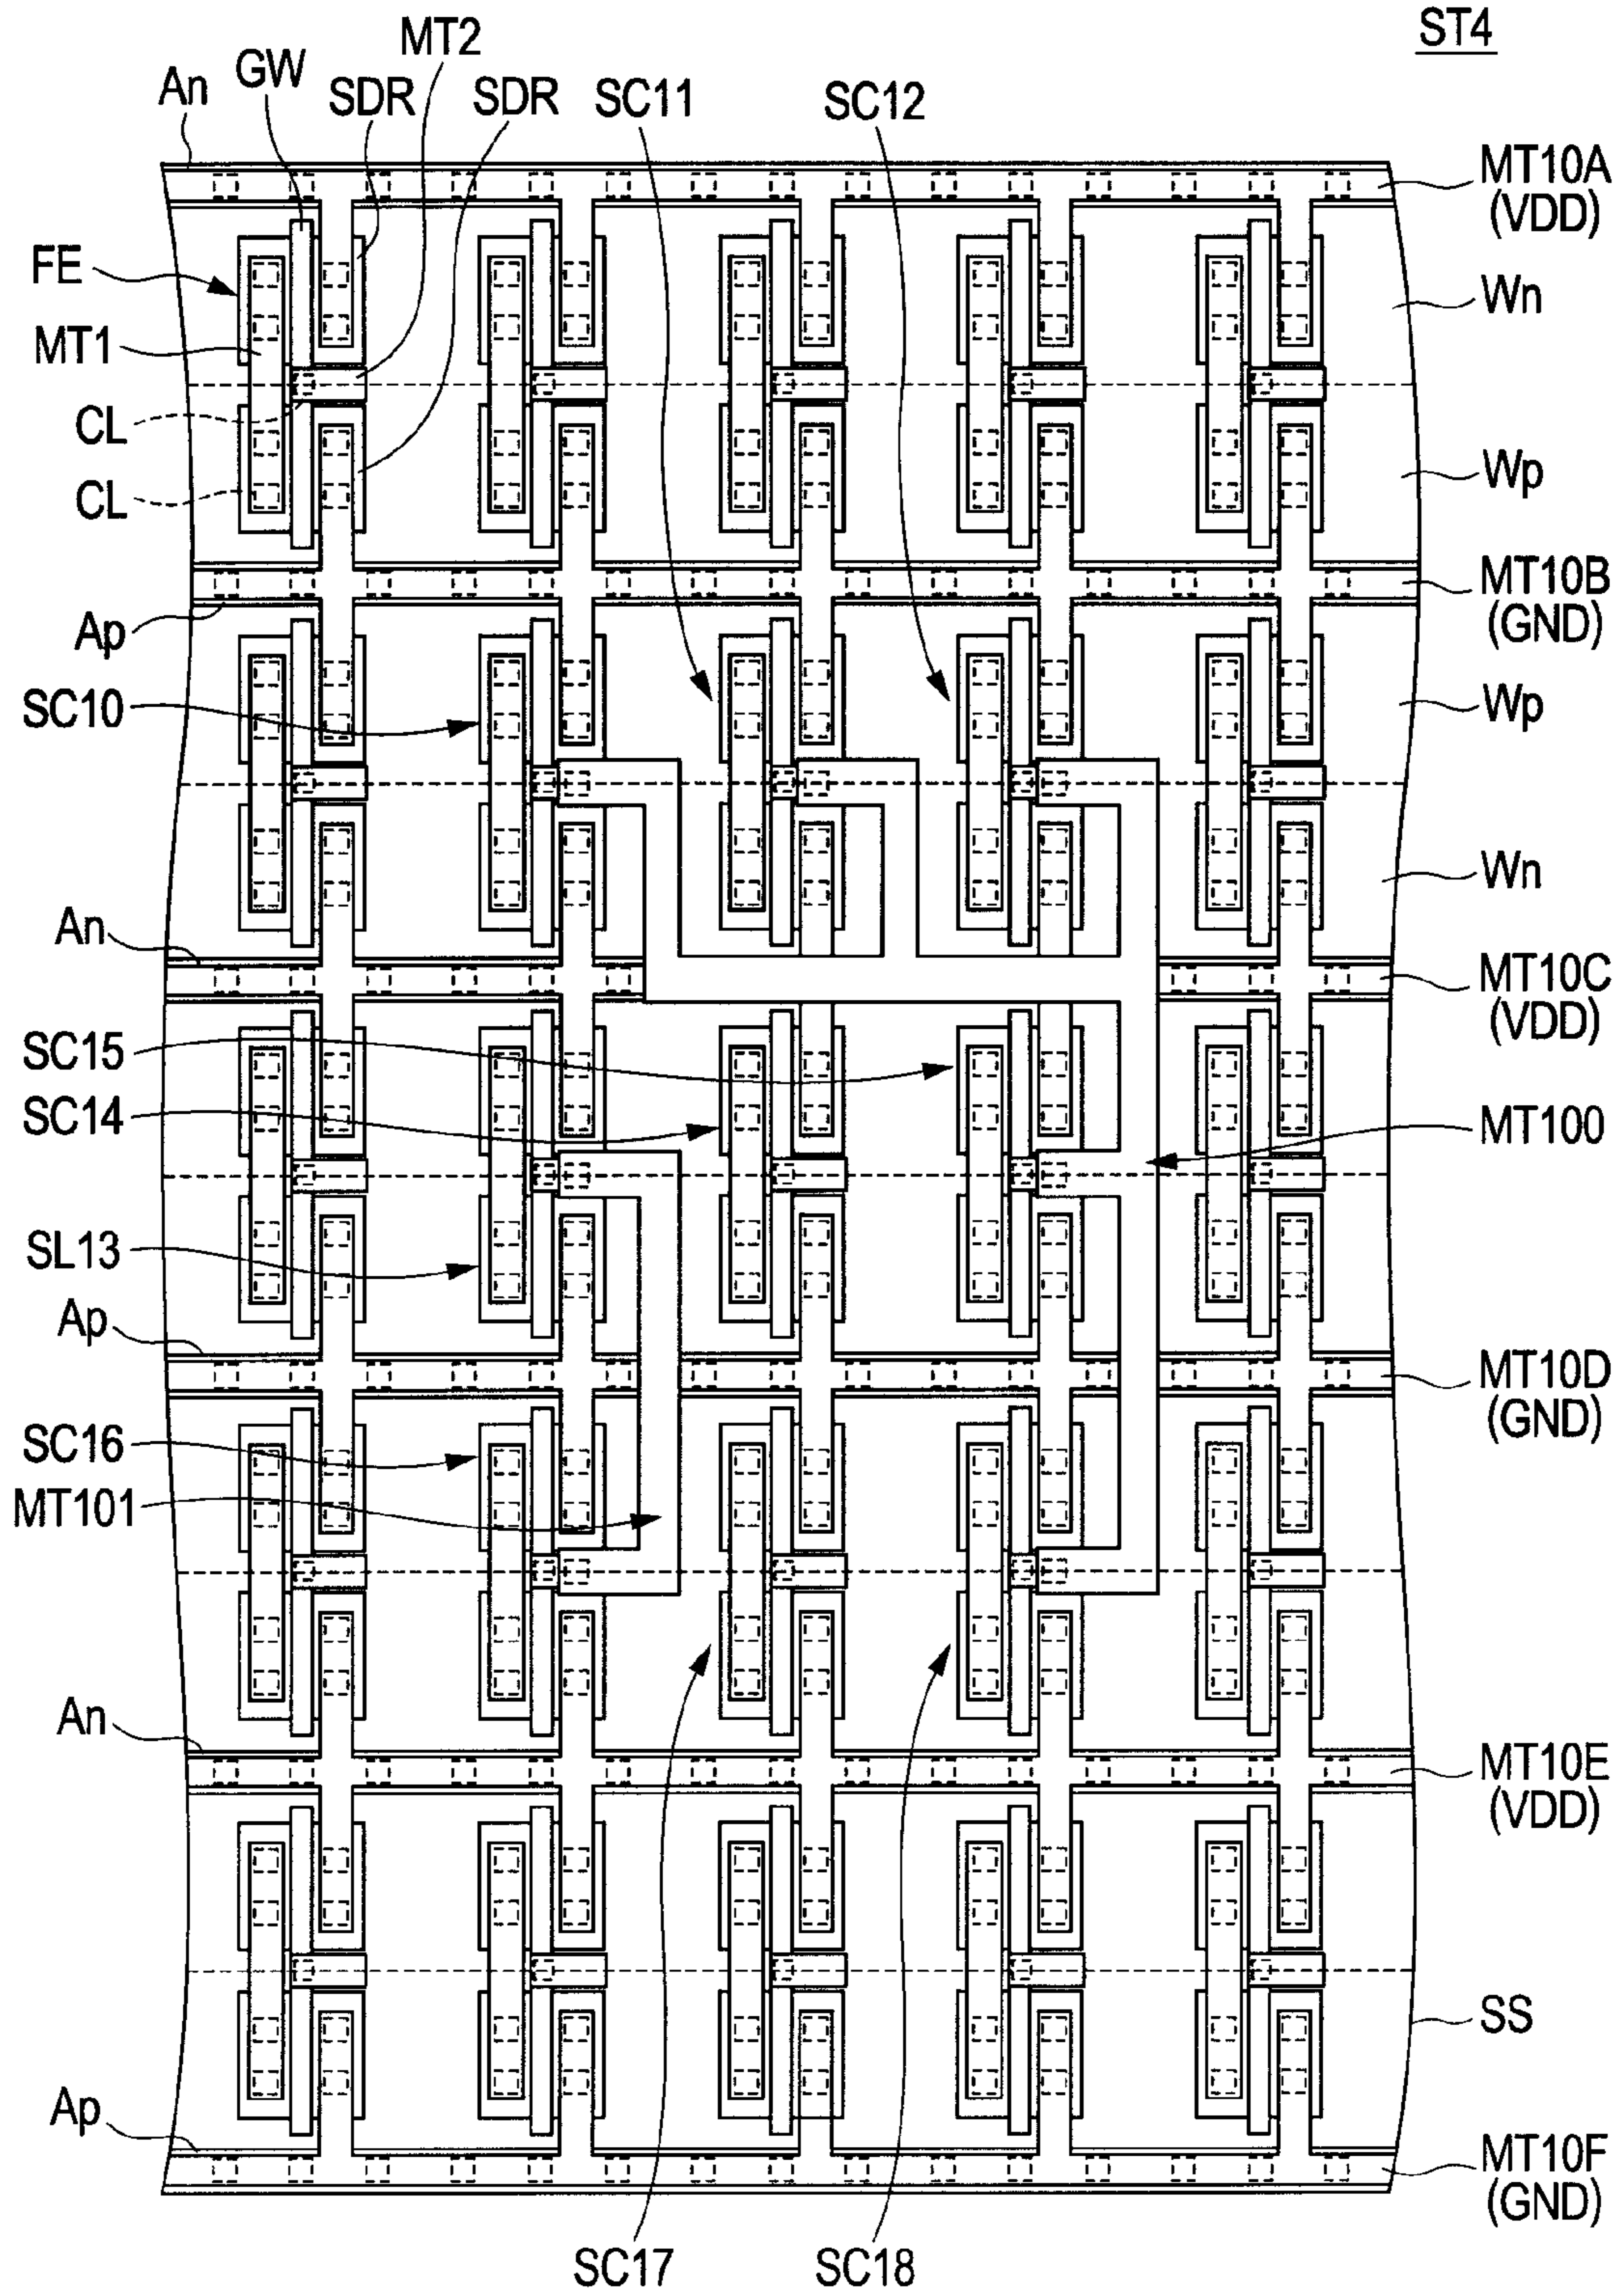 ST4
MT2
GW
An
SDR
SDR
SC11
SC12
MT10A
(VDD)
FE
Wn
MT1
CL
Wp
CL
MT10B
(GND)
Ap
SC10
Wp
Wn
An
MT10C
(VDD)
SC15
SC14
MT100
SL13
Ap
MT10D
(GND)
SC16
MT101
An
MT10E
(VDD)
SS
Ap
MT10F
(GND)
SC17
SC18